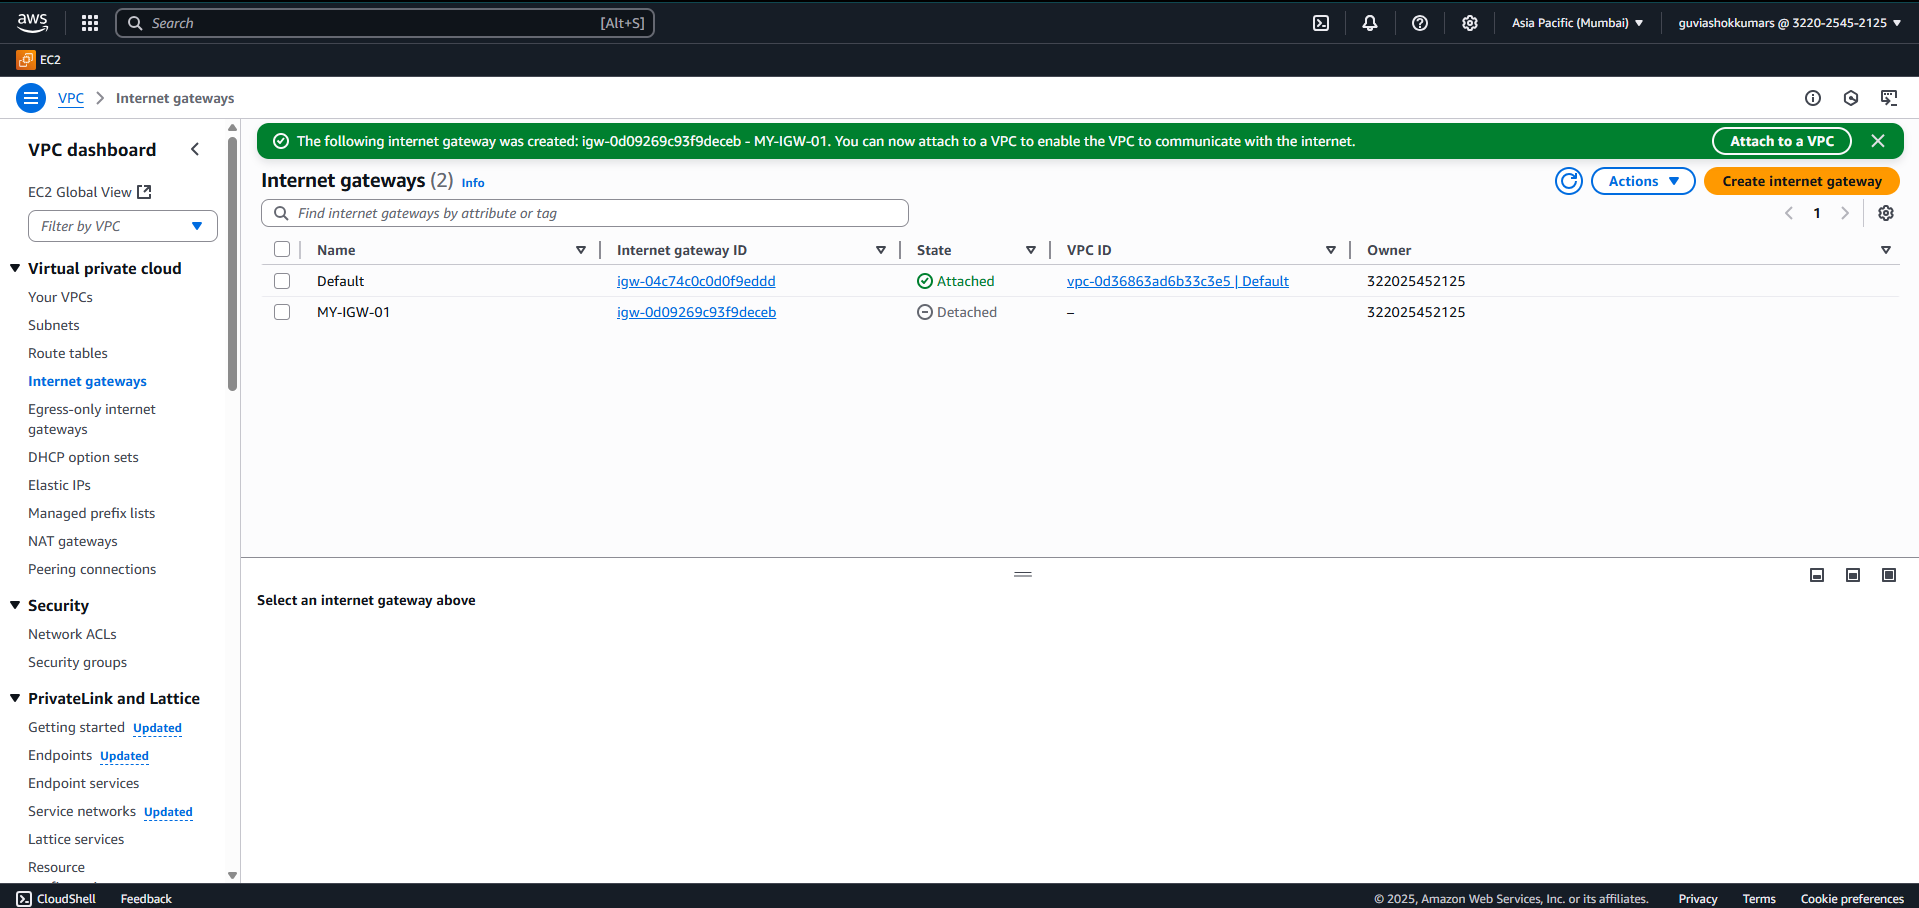 aws
Search [Alt+S]
Asia Pacific (Mumbai)
guviashokkumars @ 3220-2545-2125
EC2
VPC
Internet gateways
VPC dashboard
EC2 Global View
Filter by VPC
Virtual private cloud
Your VPCs
Subnets
Route tables
Internet gateways
Egress-only internet
gateways
DHCP option sets
Elastic IPs
Managed prefix lists
NAT gateways
Peering connections
Security
Network ACLs
Security groups
PrivateLink and Lattice
Getting started Updated
Endpoints Updated
Endpoint services
Service networks Updated
Lattice services
Resource
The following internet gateway was created: igw-0d09269c93f9deceb - MY-IGW-01. You can now attach to a VPC to enable the VPC to communicate with the internet.
Attach to a VPC
Internet gateways (2) Info
Actions
Create internet gateway
Find internet gateways by attribute or tag
1
Name Internet gateway ID State VPC ID Owner
Default igw-04c74c0c0d0f9eddd Attached vpc-0d36863ad6b33c3e5 | Default 322025452125
MY-IGW-01 igw-0d09269c93f9deceb Detached – 322025452125
Select an internet gateway above
CloudShell Feedback
© 2025, Amazon Web Services, Inc. or its affiliates. Privacy Terms Cookie preferences